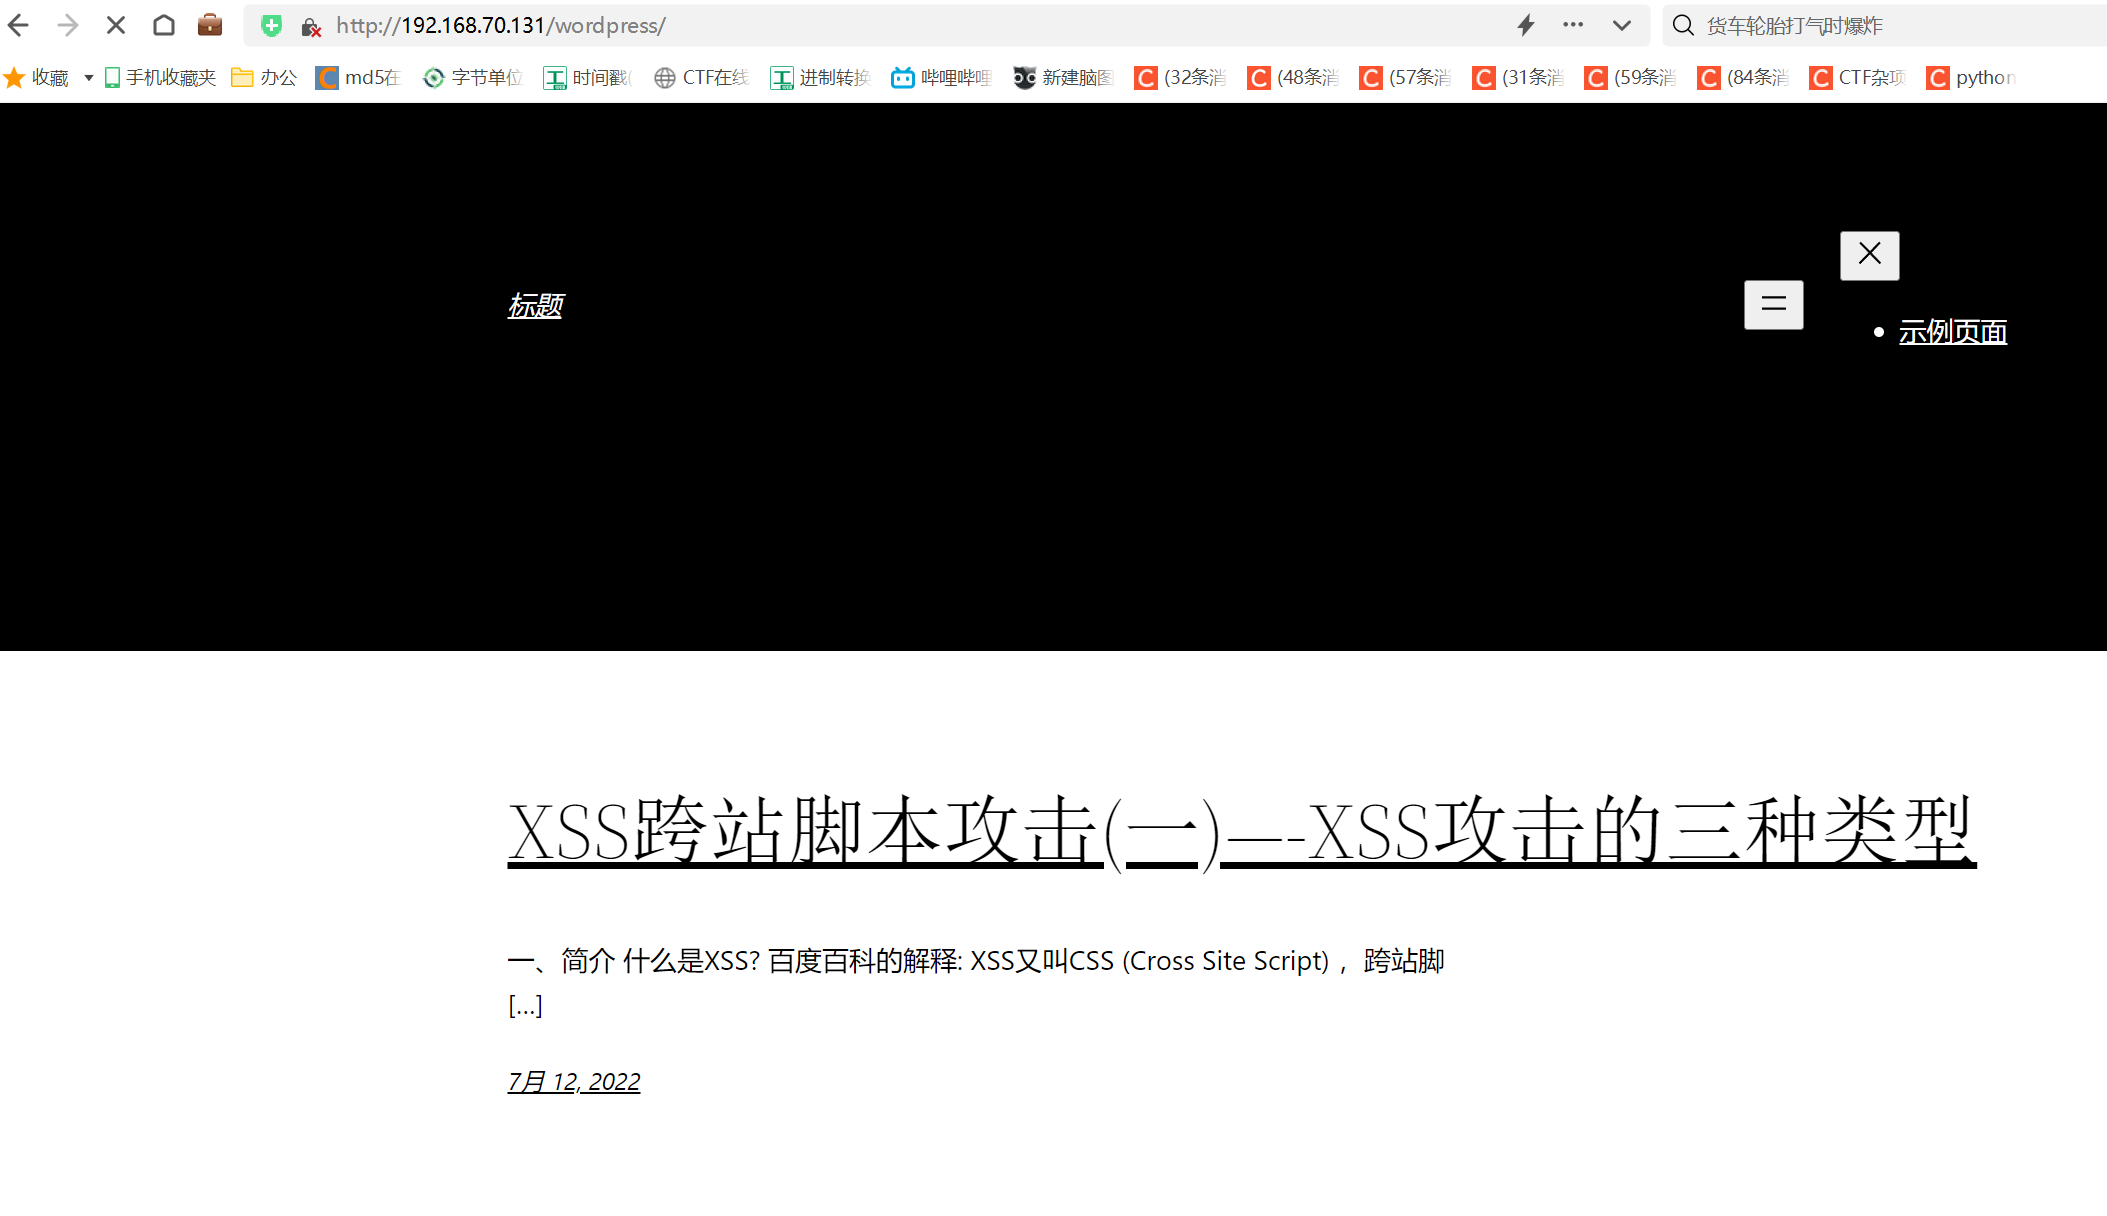 http://192.168.70.131/wordpress/
货车轮胎打气时爆炸
收藏 手机收藏夹 办公 md5在 字节单位 时间戳( CTF在线 进制转换 哔哩哔哩 新建脑图 (32条消 (48条消 (57条消 (31条消 (59条消 (84条消 CTF杂项 python
标题
示例页面
XSS跨站脚本攻击(一)—-XSS攻击的三种类型
一、简介 什么是XSS? 百度百科的解释: XSS又叫CSS (Cross Site Script) ，跨站脚
[…]
7月 12, 2022